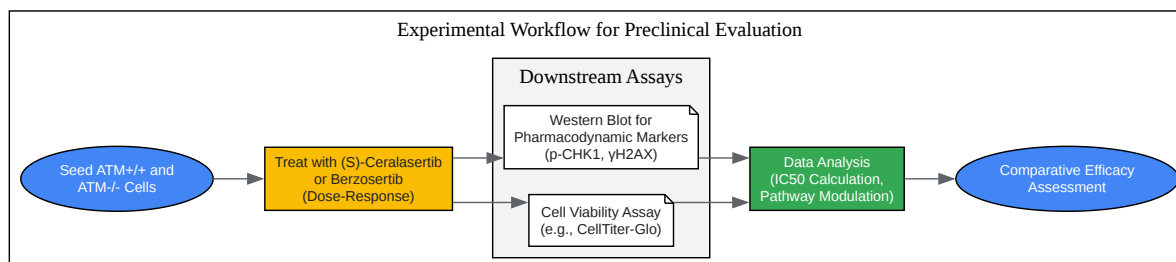 Experimental Workflow for Preclinical Evaluation
Downstream Assays
Seed ATM+/+ and
ATM-/- Cells
Treat with (S)-Ceralasertib
or Berzosertib
(Dose-Response)
Western Blot for
Pharmacodynamic Markers
(p-CHK1, γH2AX)
Cell Viability Assay
(e.g., CellTiter-Glo)
Data Analysis
(IC50 Calculation,
Pathway Modulation)
Comparative Efficacy
Assessment